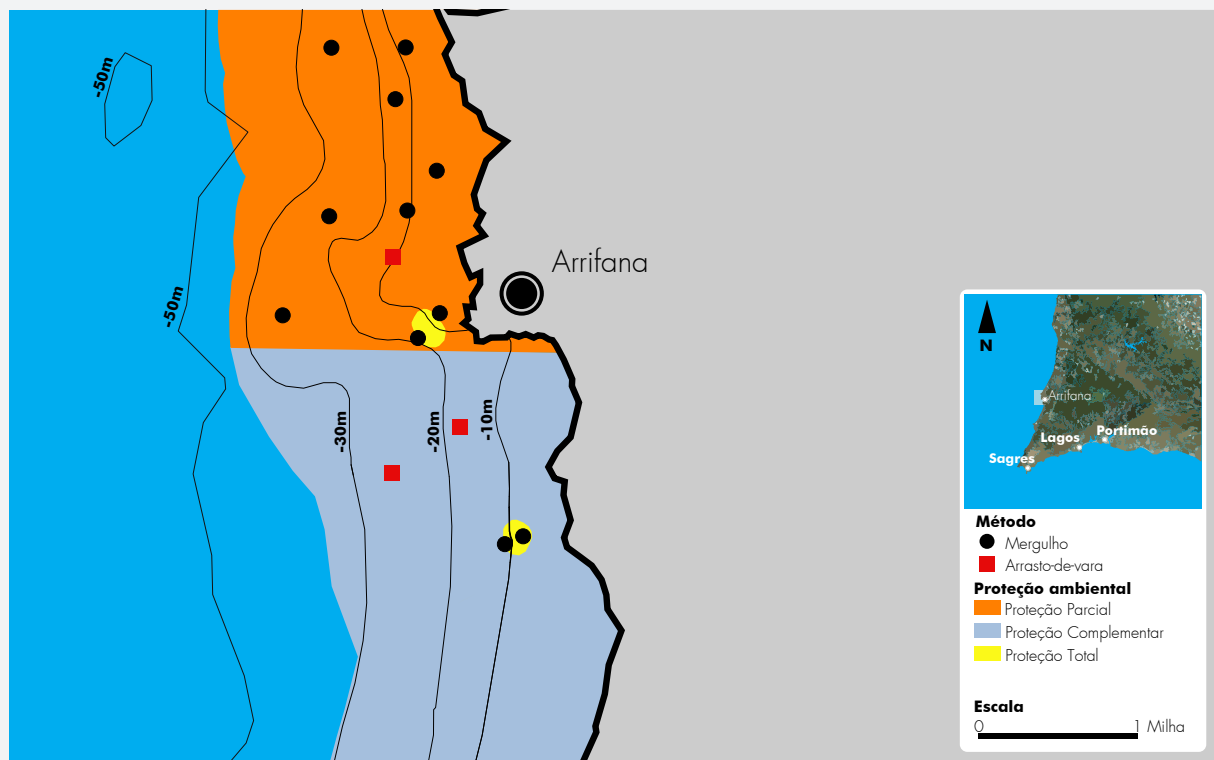 -50m
-50m
Arrifana
-30m
-20m
-10m
N
Arrifana
Portimão
Lagos
Sagres
Método
Mergulho
Arrasto-de-vara
Proteção ambiental
Proteção Parcial
Proteção Complementar
Proteção Total
Escala
0 1 Milha